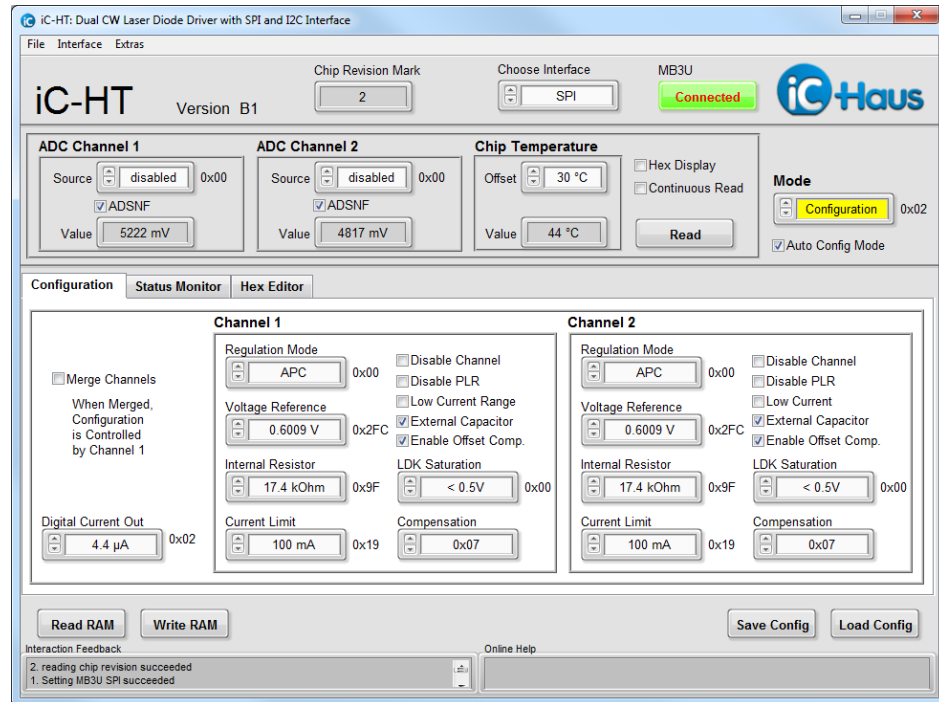 iC-HT: Dual CW Laser Diode Driver with SPI and I2C Interface
File Interface Extras
iC-HT Version B1
Chip Revision Mark
2
Choose Interface
SPI
MB3U
Connected
iC Haus
ADC Channel 1
Source disabled 0x00
ADSNF
Value 5222 mV
ADC Channel 2
Source disabled 0x00
ADSNF
Value 4817 mV
Chip Temperature
Offset 30 °C
Value 44 °C
Hex Display
Continuous Read
Read
Mode
Configuration 0x02
Auto Config Mode
Configuration Status Monitor Hex Editor
Merge Channels
When Merged,
Configuration
is Controlled
by Channel 1
Digital Current Out
4.4 µA 0x02
Channel 1
Regulation Mode
APC 0x00
Voltage Reference
0.6009 V 0x2FC
Internal Resistor
17.4 kOhm 0x9F
Current Limit
100 mA 0x19
Disable Channel
Disable PLR
Low Current Range
External Capacitor
Enable Offset Comp.
LDK Saturation
< 0.5V 0x00
Compensation
0x07
Channel 2
Regulation Mode
APC 0x00
Voltage Reference
0.6009 V 0x2FC
Internal Resistor
17.4 kOhm 0x9F
Current Limit
100 mA 0x19
Disable Channel
Disable PLR
Low Current
External Capacitor
Enable Offset Comp.
LDK Saturation
< 0.5V 0x00
Compensation
0x07
Read RAM Write RAM Save Config Load Config
Interaction Feedback
2. reading chip revision succeeded
1. Setting MB3U SPI succeeded
Online Help